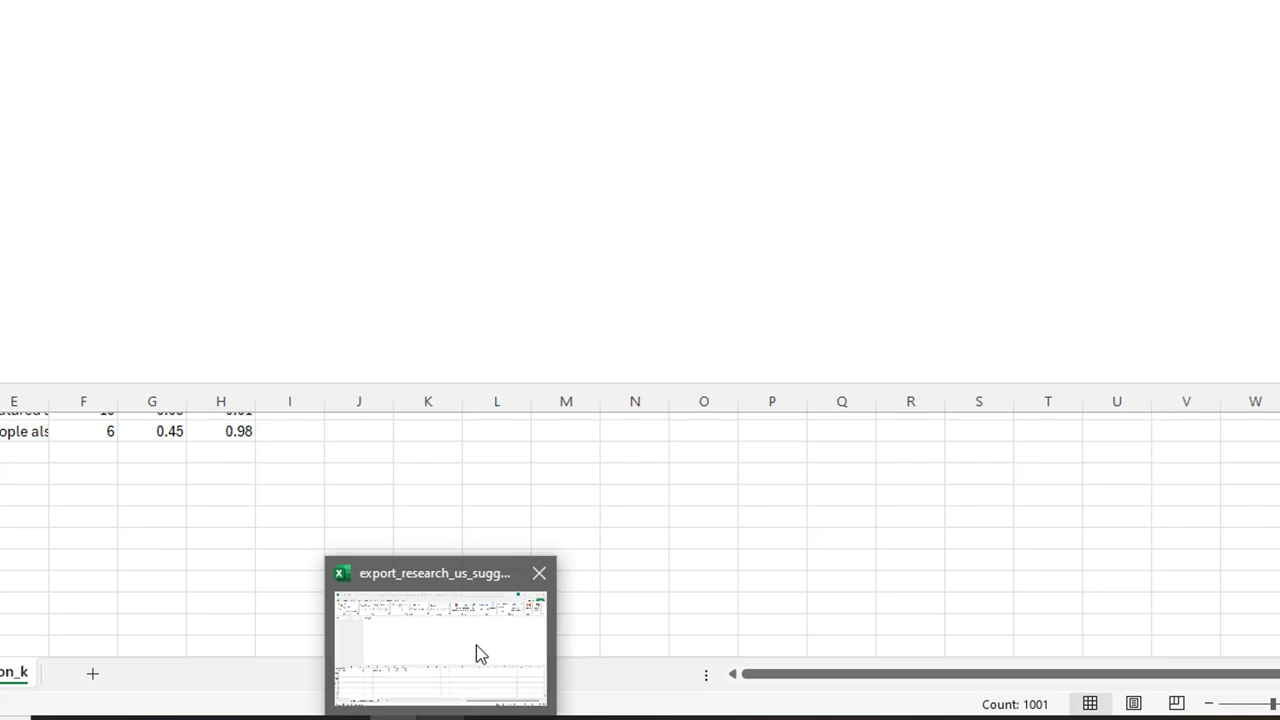 E F G H I J K L M N O P Q R S T U V W
ople als 6 0.45 0.98
export_research_us_sugg...
on_k
Count: 1001